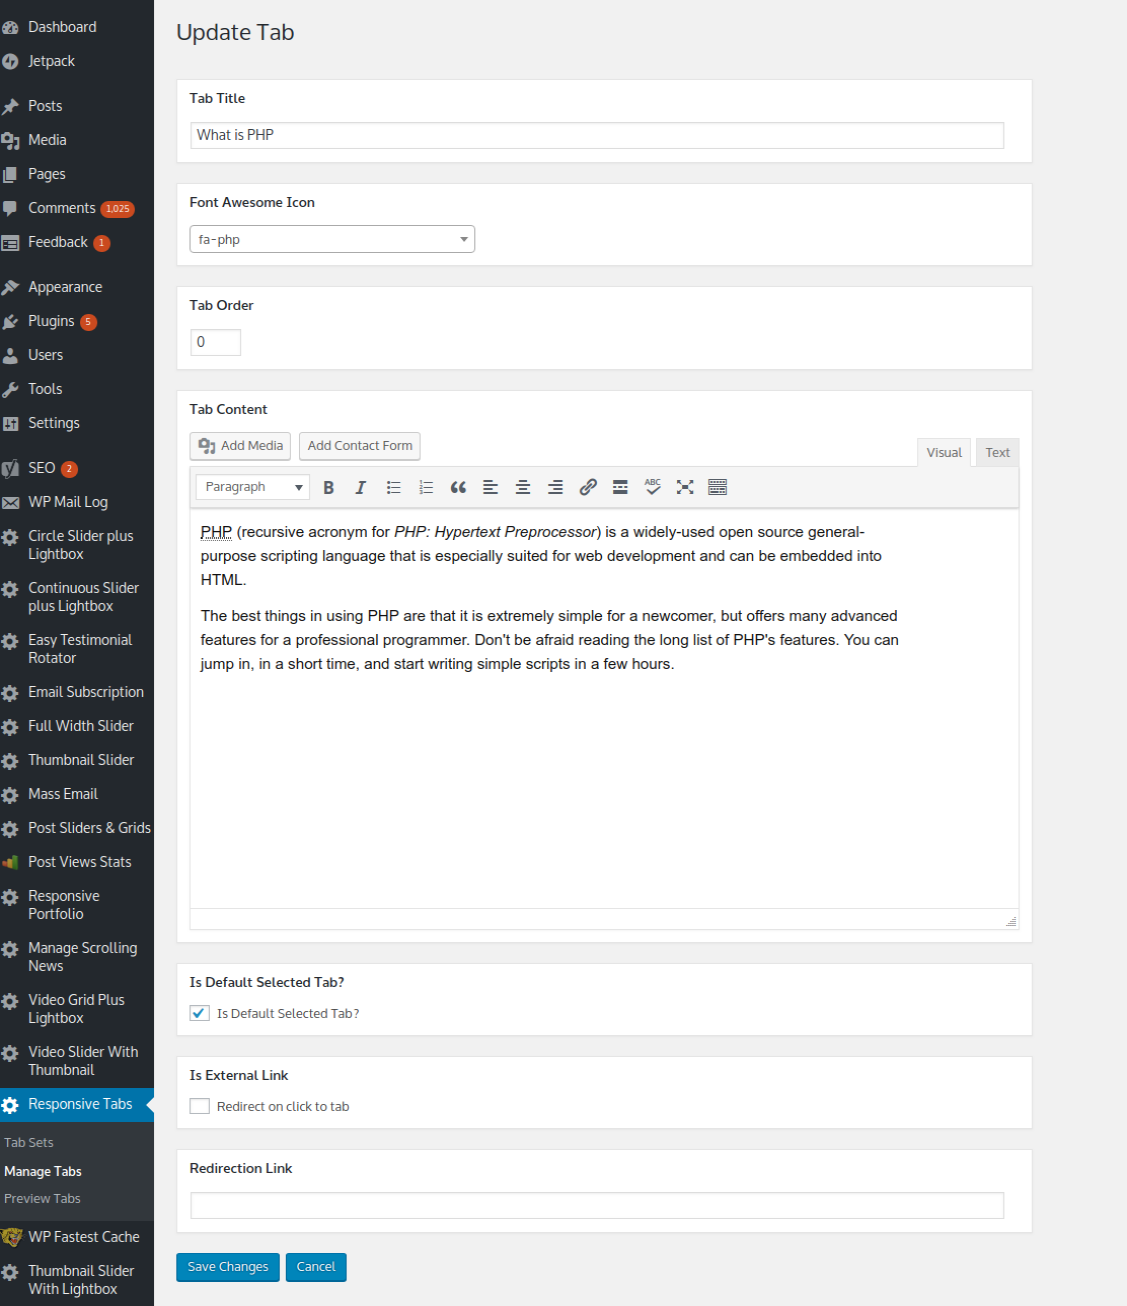 Dashboard
Jetpack
Posts
Media
Pages
Comments 1,025
Feedback 1
Appearance
Plugins 5
Users
Tools
Settings
SEO 2
WP Mail Log
Circle Slider plus
Lightbox
Continuous Slider
plus Lightbox
Easy Testimonial
Rotator
Email Subscription
Full Width Slider
Thumbnail Slider
Mass Email
Post Sliders & Grids
Post Views Stats
Responsive
Portfolio
Manage Scrolling
News
Video Grid Plus
Lightbox
Video Slider With
Thumbnail
Responsive Tabs
Tab Sets
Manage Tabs
Preview Tabs
WP Fastest Cache
Thumbnail Slider
With Lightbox
Update Tab
Tab Title
What is PHP
Font Awesome Icon
fa-php
Tab Order
0
Tab Content
Add Media Add Contact Form
Visual Text
Paragraph B I ABC
PHP (recursive acronym for PHP: Hypertext Preprocessor) is a widely-used open source general-
purpose scripting language that is especially suited for web development and can be embedded into
HTML.
The best things in using PHP are that it is extremely simple for a newcomer, but offers many advanced
features for a professional programmer. Don't be afraid reading the long list of PHP's features. You can
jump in, in a short time, and start writing simple scripts in a few hours.
Is Default Selected Tab?
Is Default Selected Tab?
Is External Link
Redirect on click to tab
Redirection Link
Save Changes Cancel